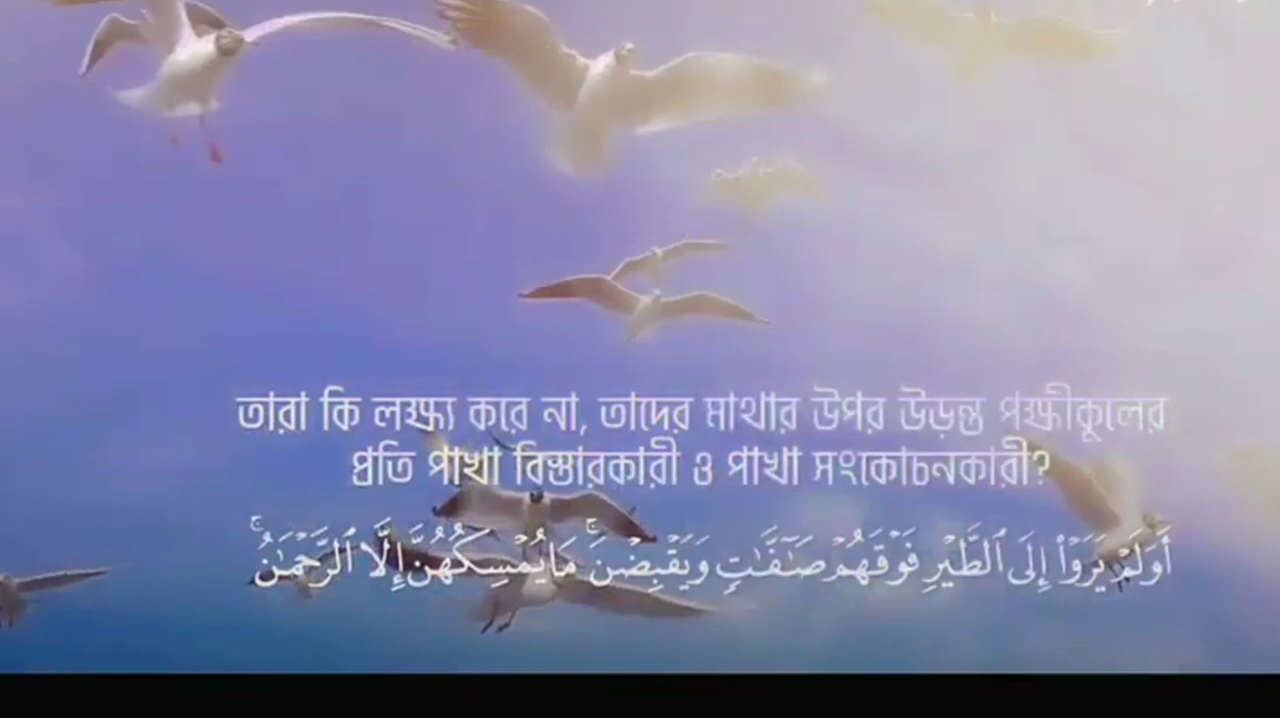 তারা কি লক্ষ্য করে না, তাদের মাথার উপর উড়ন্ত পক্ষীকূলের
প্রতি পাখা বিস্তারকারী ও পাখা সংকোচনকারী?
أَوَلَمْ يَرَوْا۟ إِلَى ٱلطَّيْرِ فَوْقَهُمْ صَـٰٓفَّـٰتٍ وَيَقْبِضْنَ ۚ مَا يُمْسِكُهُنَّ إِلَّا ٱلرَّحْمَـٰنُ ۚ